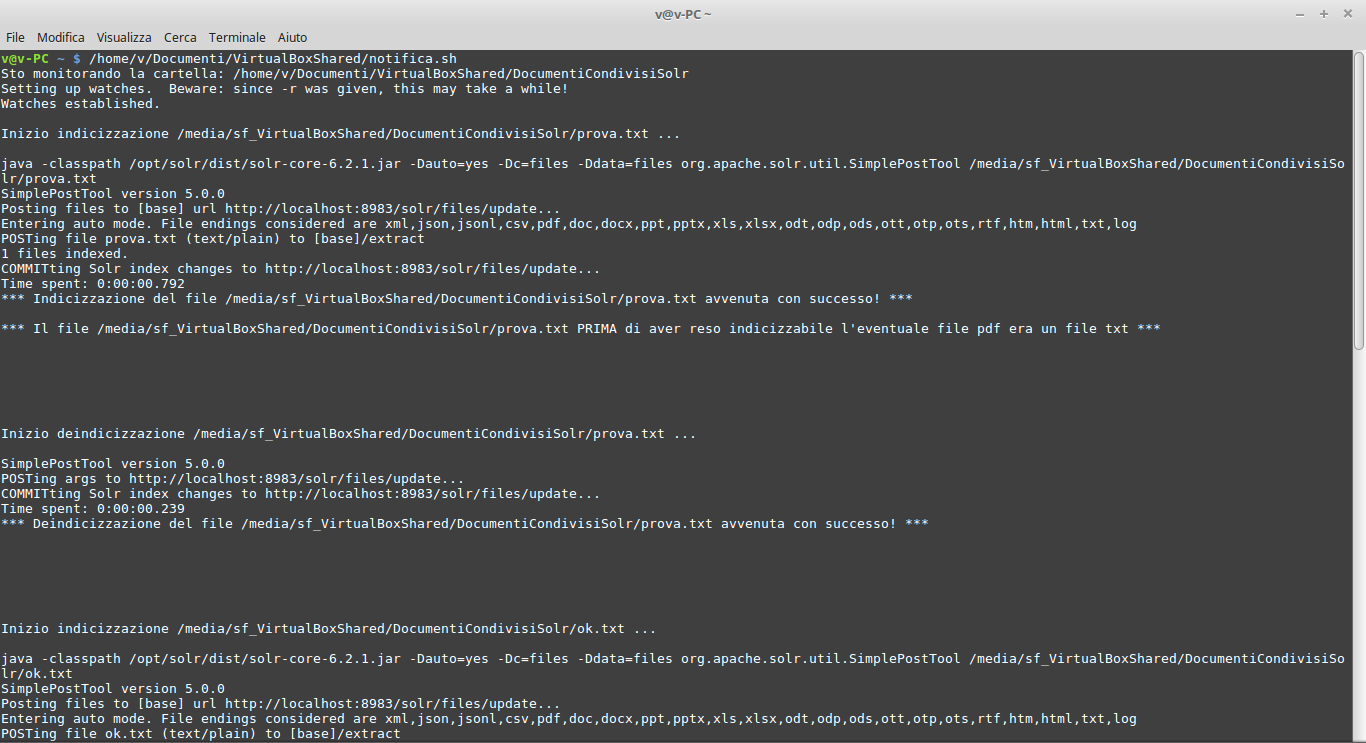 v@v-PC ~
File Modifica Visualizza Cerca Terminale Aiuto
v@v-PC ~ $ /home/v/Documenti/VirtualBoxShared/notifica.sh
Sto monitorando la cartella: /home/v/Documenti/VirtualBoxShared/DocumentiCondivisiSolr
Setting up watches.  Beware: since -r was given, this may take a while!
Watches established.
Inizio indicizzazione /media/sf_VirtualBoxShared/DocumentiCondivisiSolr/prova.txt ...
java -classpath /opt/solr/dist/solr-core-6.2.1.jar -Dauto=yes -Dc=files -Ddata=files org.apache.solr.util.SimplePostTool /media/sf_VirtualBoxShared/DocumentiCondivisiSo
lr/prova.txt
SimplePostTool version 5.0.0
Posting files to [base] url http://localhost:8983/solr/files/update...
Entering auto mode. File endings considered are xml,json,jsonl,csv,pdf,doc,docx,ppt,pptx,xls,xlsx,odt,odp,ods,ott,otp,ots,rtf,htm,html,txt,log
POSTing file prova.txt (text/plain) to [base]/extract
1 files indexed.
COMMITting Solr index changes to http://localhost:8983/solr/files/update...
Time spent: 0:00:00.792
*** Indicizzazione del file /media/sf_VirtualBoxShared/DocumentiCondivisiSolr/prova.txt avvenuta con successo! ***
*** Il file /media/sf_VirtualBoxShared/DocumentiCondivisiSolr/prova.txt PRIMA di aver reso indicizzabile l'eventuale file pdf era un file txt ***
Inizio deindicizzazione /media/sf_VirtualBoxShared/DocumentiCondivisiSolr/prova.txt ...
SimplePostTool version 5.0.0
POSTing args to http://localhost:8983/solr/files/update...
COMMITting Solr index changes to http://localhost:8983/solr/files/update...
Time spent: 0:00:00.239
*** Deindicizzazione del file /media/sf_VirtualBoxShared/DocumentiCondivisiSolr/prova.txt avvenuta con successo! ***
Inizio indicizzazione /media/sf_VirtualBoxShared/DocumentiCondivisiSolr/ok.txt ...
java -classpath /opt/solr/dist/solr-core-6.2.1.jar -Dauto=yes -Dc=files -Ddata=files org.apache.solr.util.SimplePostTool /media/sf_VirtualBoxShared/DocumentiCondivisiSo
lr/ok.txt
SimplePostTool version 5.0.0
Posting files to [base] url http://localhost:8983/solr/files/update...
Entering auto mode. File endings considered are xml,json,jsonl,csv,pdf,doc,docx,ppt,pptx,xls,xlsx,odt,odp,ods,ott,otp,ots,rtf,htm,html,txt,log
POSTing file ok.txt (text/plain) to [base]/extract